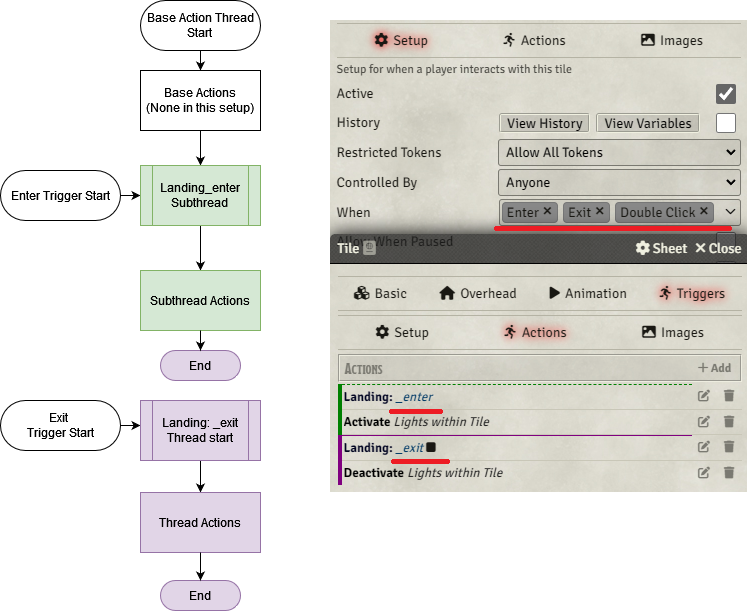 Base Action Thread
Start
Base Actions
(None in this setup)
Enter Trigger Start
Landing_enter
Subthread
Subthread Actions
End
Exit
Trigger Start
Landing: _exit
Thread start
Thread Actions
End
Setup Actions Images
Setup for when a player interacts with this tile
Active
History View History View Variables
Restricted Tokens Allow All Tokens
Controlled By Anyone
When Enter × Exit × Double Click ×
Allow When Paused
Tile Sheet × Close
Basic Overhead Animation Triggers
Setup Actions Images
ACTIONS + Add
Landing: _enter
Activate Lights within Tile
Landing: _exit
Deactivate Lights within Tile